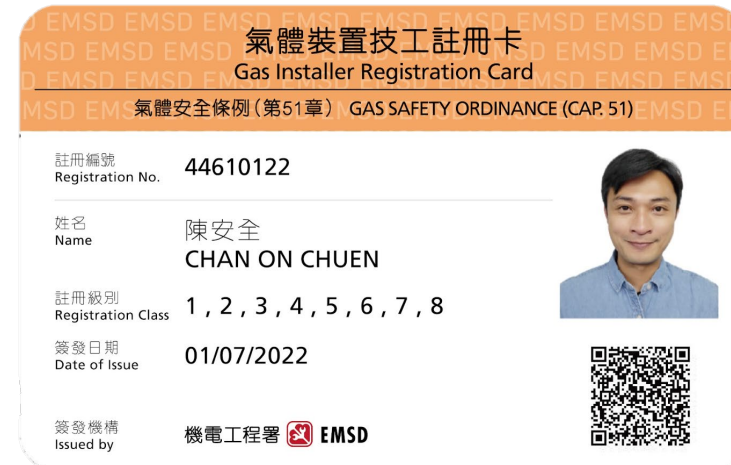 EMSD EMSD EMSD EMSD EMSD EMSD EMSD
氣體裝置技工註冊卡
Gas Installer Registration Card
氣體安全條例(第51章) GAS SAFETY ORDINANCE (CAP. 51)
註冊編號
Registration No. 44610122
姓名
Name
陳安全
CHAN ON CHUEN
註冊級別
Registration Class 1 , 2 , 3 , 4 , 5 , 6 , 7 , 8
簽發日期
Date of Issue 01/07/2022
簽發機構
Issued by 機電工程署 EMSD